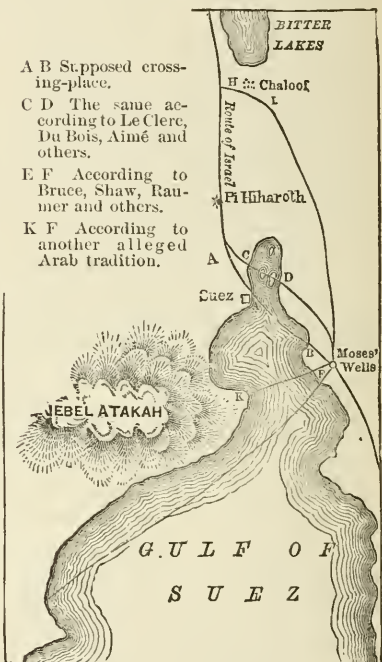 A B Supposed cross-
ing-place.
C D The same ac-
cording to Le Clerc,
Du Bois, Aimé and
others.
E F According to
Bruce, Shaw, Rau-
mer and others.
K F According to
another alleged
Arab tradition.
BITTER
LAKES
H Chaloof
L
Route of Israel
Pi Hiharoth
A
C
D
Suez
B
Moses'
Wells
F
K
JEBEL ATAKAH
GULF OF
SUEZ